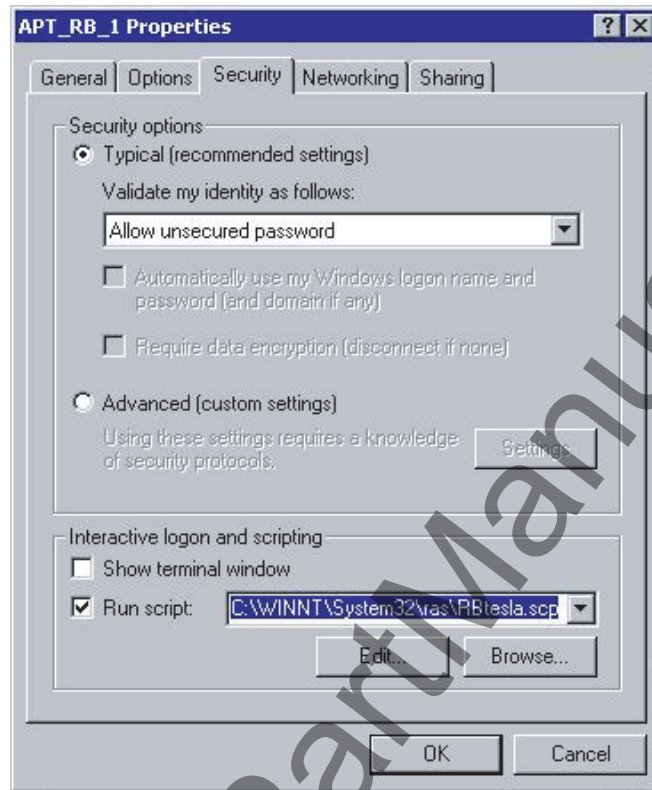 APT_RB_1 Properties
General Options Security Networking Sharing
Security options
Typical (recommended settings)
Validate my identity as follows:
Allow unsecured password
Automatically use my Windows logon name and
password (and domain if any)
Require data encryption (disconnect if none)
Advanced (custom settings)
Using these settings requires a knowledge
of security protocols.
Settings
Interactive logon and scripting
Show terminal window
Run script:
C:\WINNT\System32\ras\RBtesla.scp
Edit...
Browse...
OK
Cancel